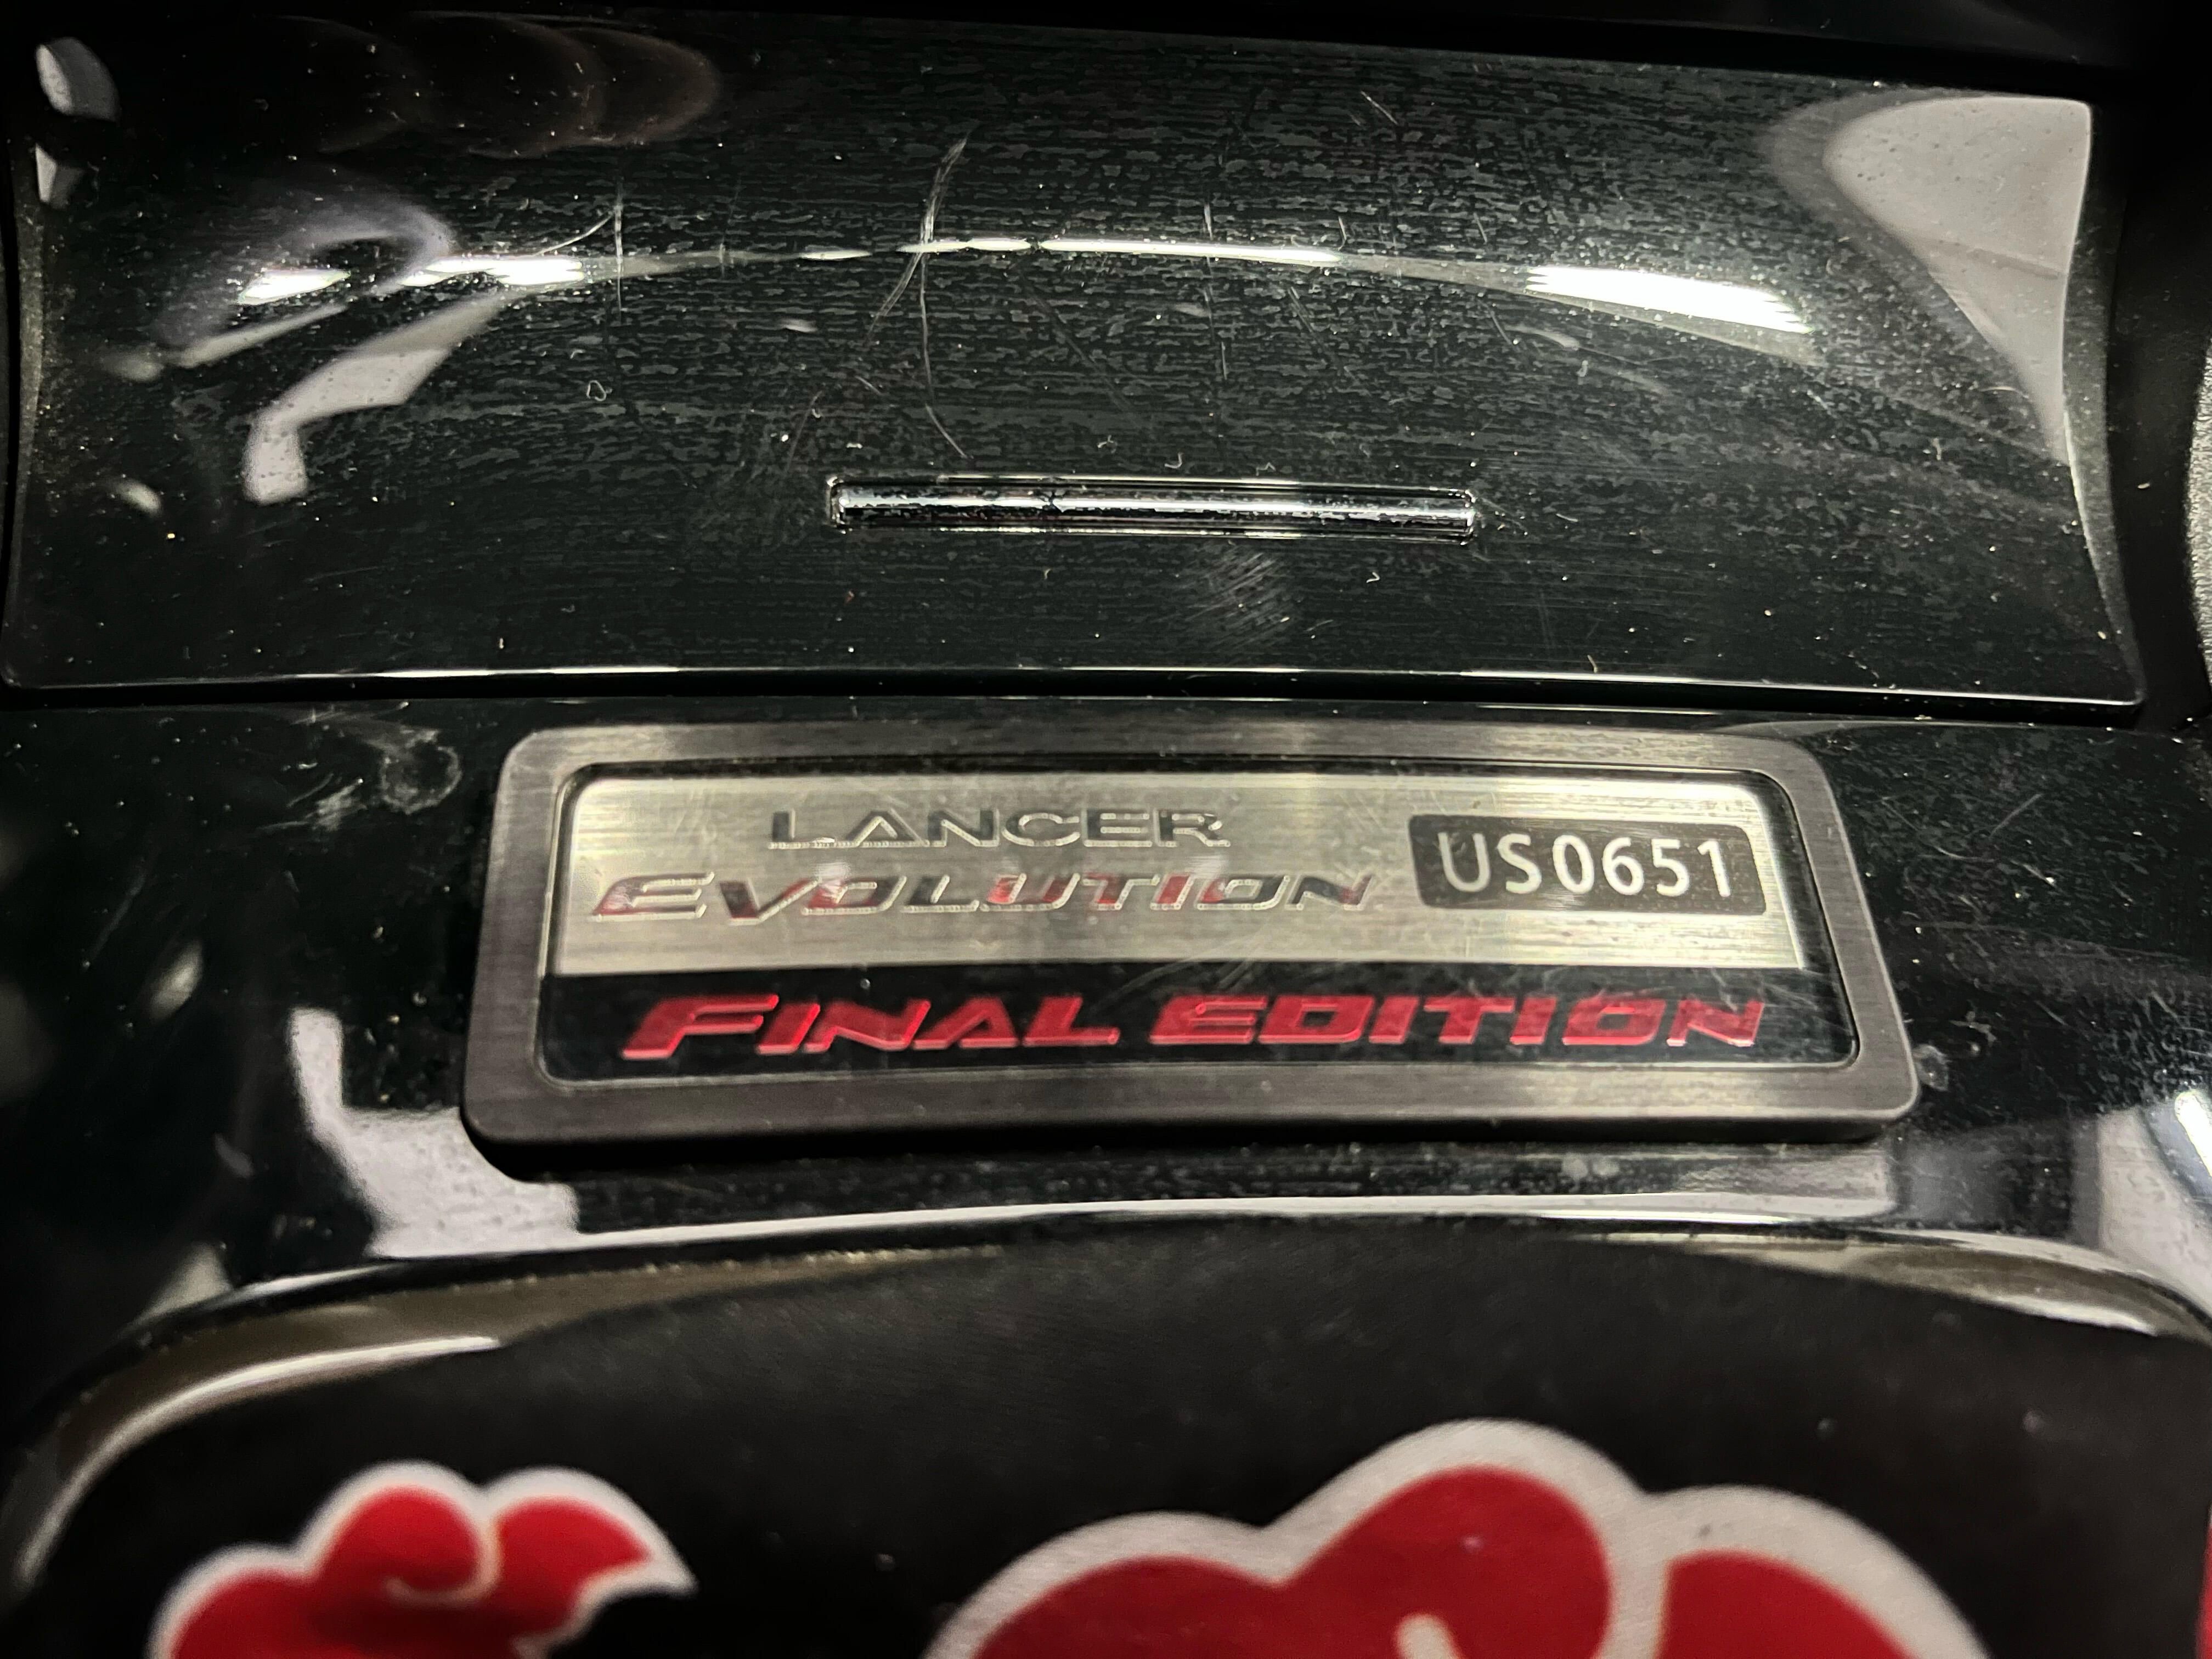 LANCER
EVOLUTION
US0651
FINAL EDITION